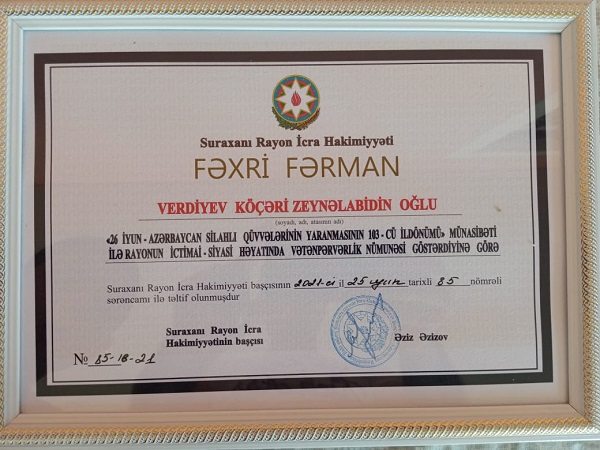 Suraxanı Rayon İcra Hakimiyyəti
FƏXRİ FƏRMAN
VERDİYEV KÖÇƏRİ ZEYNƏLABİDİN OĞLU
(soyadı, adı, atasının adı)
«26 İYUN - AZƏRBAYCAN SİLAHLI QÜVVƏLƏRİNİN YARANMASININ 103 - CÜ İLDÖNÜMÜ» MÜNASİBƏTİ
İLƏ RAYONUN İCTİMAİ - SİYASİ HƏYATINDA VƏTƏNPƏRVƏRLİK NÜMUNƏSİ GÖSTƏRDİYİNƏ GÖRƏ
Suraxanı Rayon İcra Hakimiyyəti başçısının 2021-ci il 25 iyun tarixli 85 nömrəli
sərəncamı ilə təltif olunmuşdur
Suraxanı Rayon İcra
Hakimiyyətinin başçısı
Əziz Əzizov
№ 85-18-21